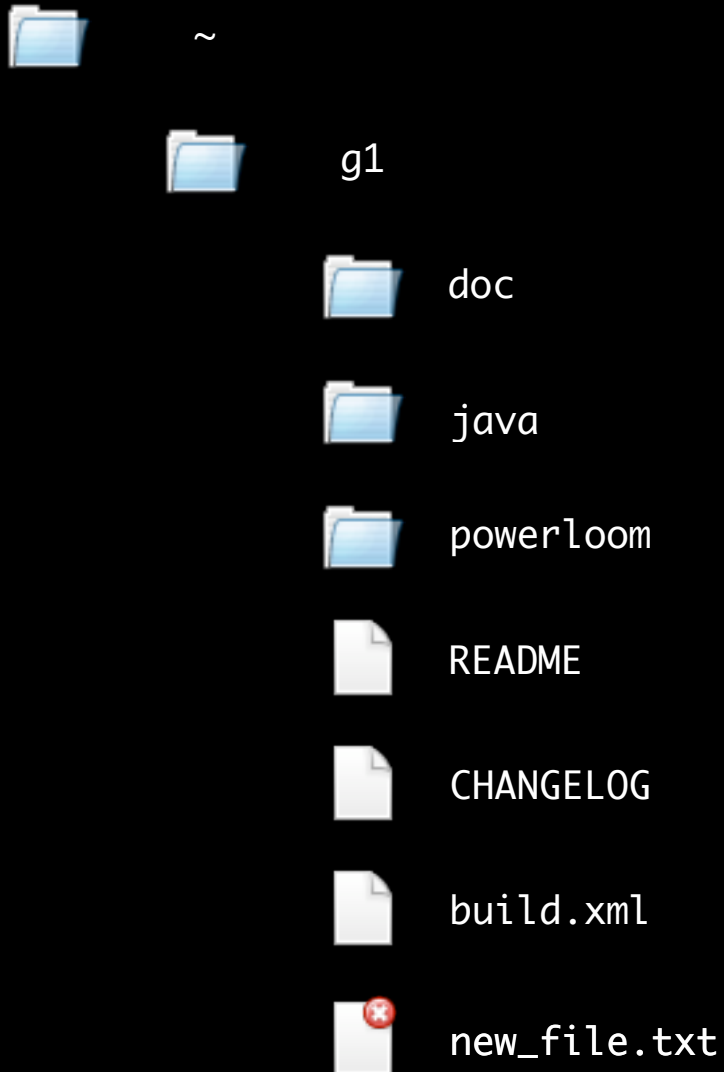 ~
g1
doc
java
powerloom
README
CHANGELOG
build.xml
new_file.txt